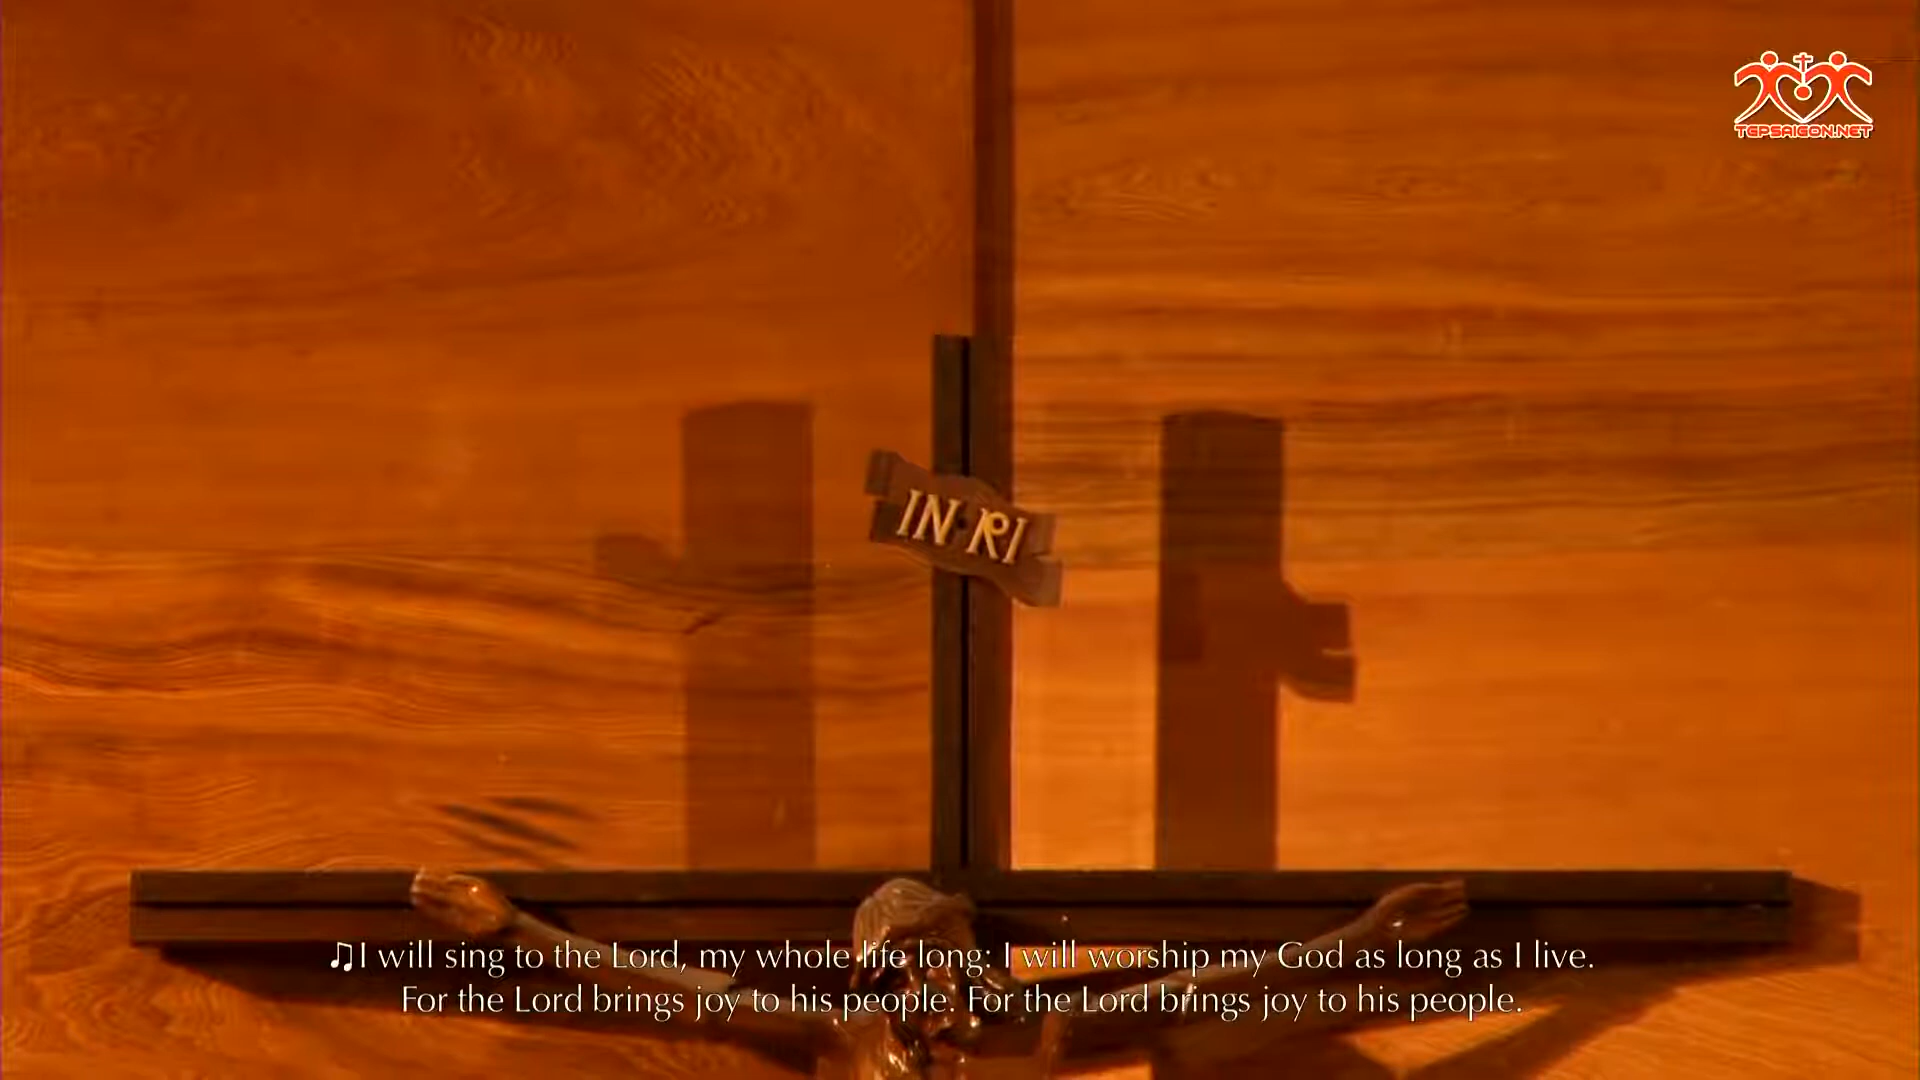 TGPSAIGON.NET
IN RI
♫I will sing to the Lord, my whole life long: I will worship my God as long as I live.
For the Lord brings joy to his people. For the Lord brings joy to his people.